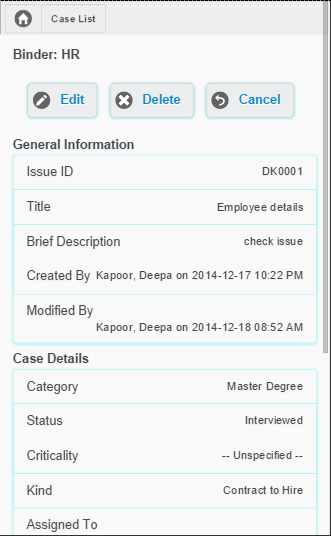 Case List
Binder: HR
Edit Delete Cancel
General Information
Issue ID DK0001
Title Employee details
Brief Description check issue
Created By Kapoor, Deepa on 2014-12-17 10:22 PM
Modified By
Kapoor, Deepa on 2014-12-18 08:52 AM
Case Details
Category Master Degree
Status Interviewed
Criticality -- Unspecified --
Kind Contract to Hire
Assigned To